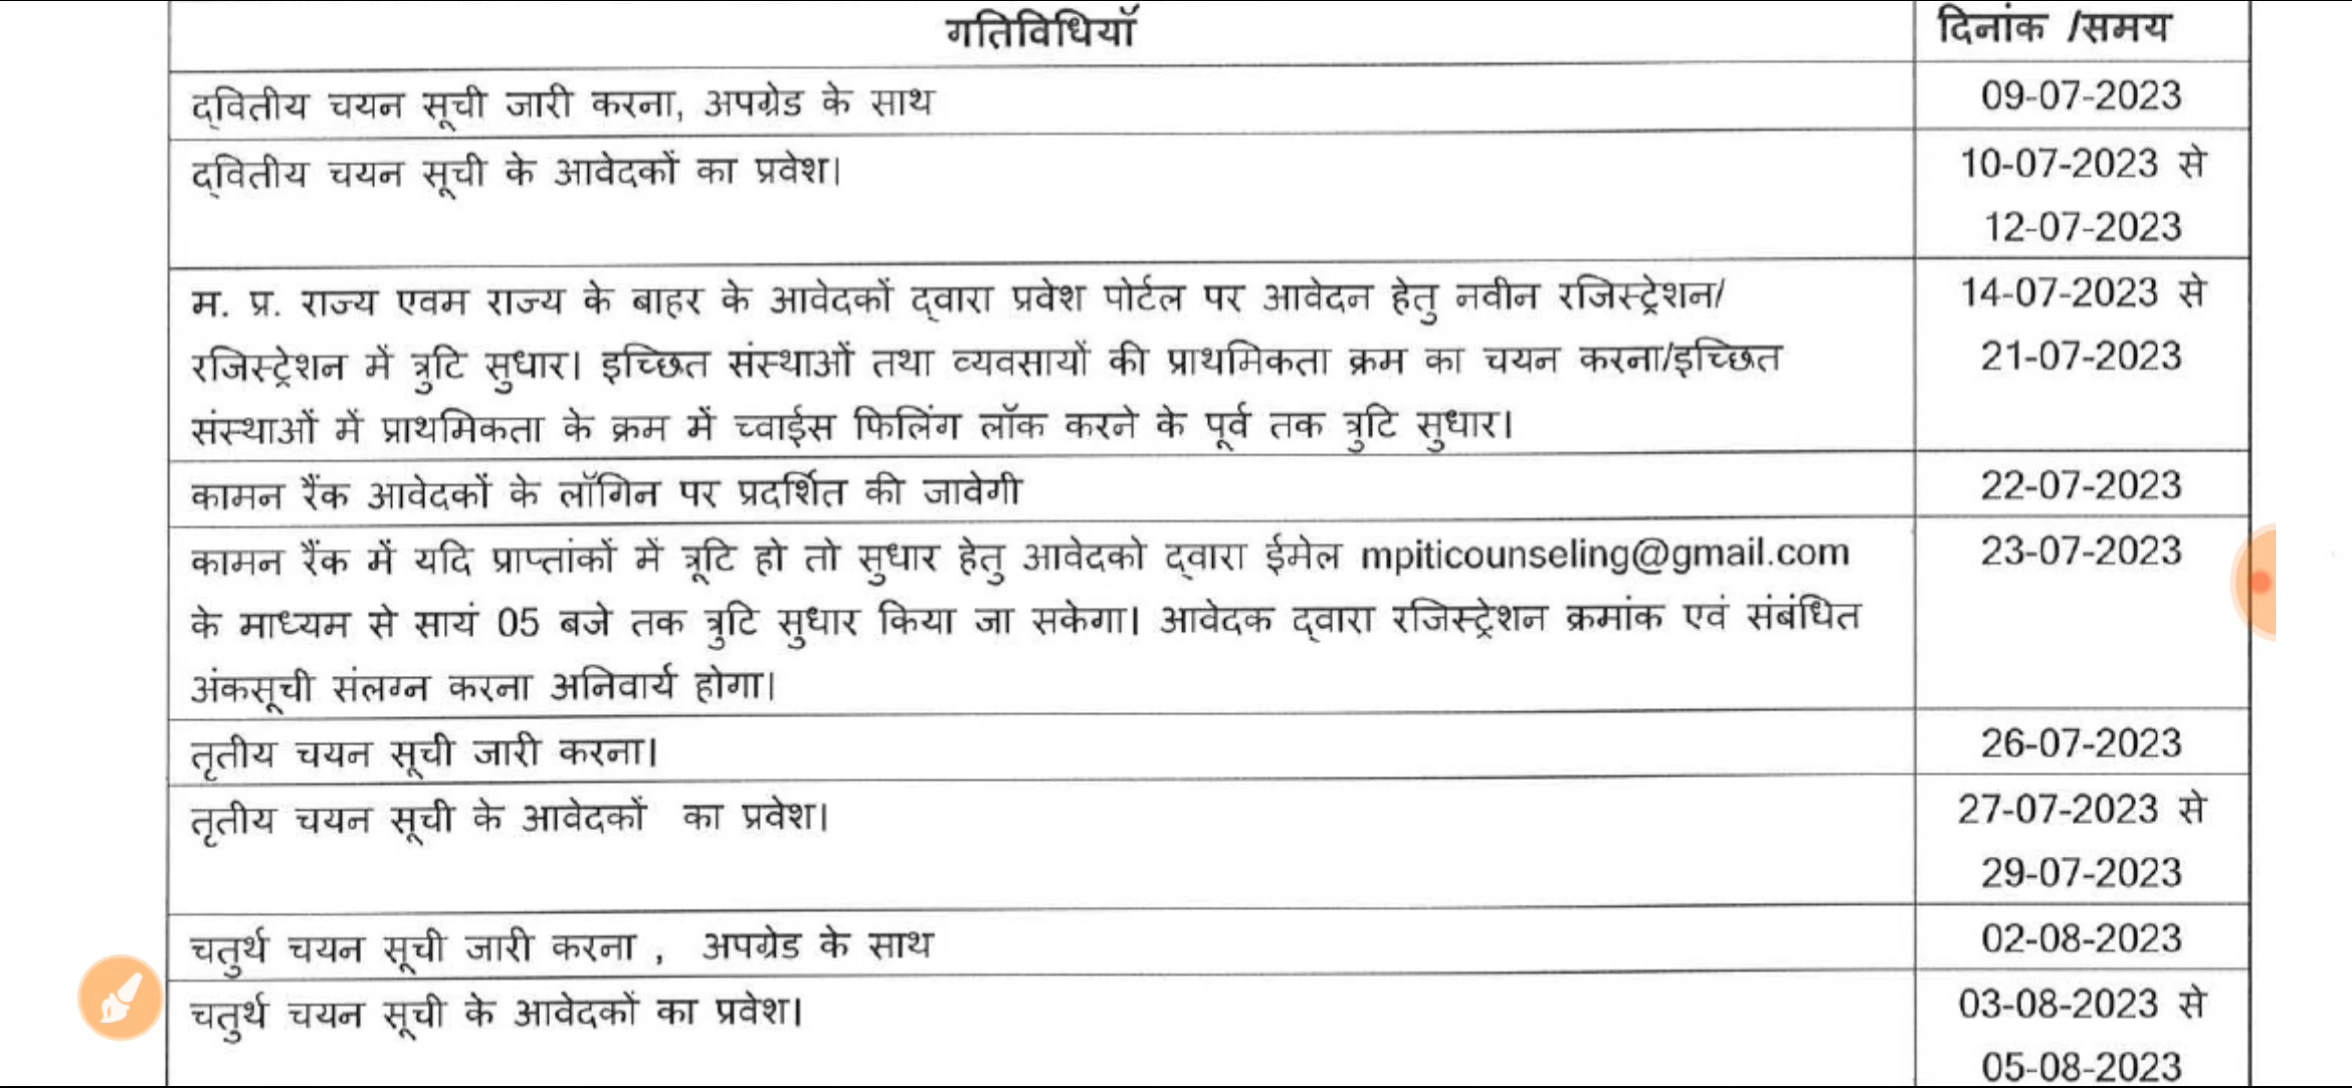 गतिविधियाॅ दिनांक /समय
द्वितीय चयन सूची जारी करना, अपग्रेड के साथ 09-07-2023
द्वितीय चयन सूची के आवेदकों का प्रवेश। 10-07-2023 से
12-07-2023
म. प्र. राज्य एवम राज्य के बाहर के आवेदकों द्वारा प्रवेश पोर्टल पर आवेदन हेतु नवीन रजिस्ट्रेशन/ 14-07-2023 से
रजिस्ट्रेशन में त्रुटि सुधार। इच्छित संस्थाओं तथा व्यवसायों की प्राथमिकता क्रम का चयन करना/इच्छित 21-07-2023
संस्थाओं में प्राथमिकता के क्रम में च्वाईस फिलिंग लॉक करने के पूर्व तक त्रुटि सुधार।
कामन रैंक आवेदकों के लॉगिन पर प्रदर्शित की जावेगी 22-07-2023
कामन रैंक में यदि प्राप्तांकों में त्रूटि हो तो सुधार हेतु आवेदको द्वारा ईमेल mpiticounseling@gmail.com 23-07-2023
के माध्यम से सायं 05 बजे तक त्रुटि सुधार किया जा सकेगा। आवेदक द्वारा रजिस्ट्रेशन क्रमांक एवं संबंधित
अंकसूची संलग्न करना अनिवार्य होगा।
तृतीय चयन सूची जारी करना। 26-07-2023
तृतीय चयन सूची के आवेदकों का प्रवेश। 27-07-2023 से
29-07-2023
चतुर्थ चयन सूची जारी करना , अपग्रेड के साथ 02-08-2023
चतुर्थ चयन सूची के आवेदकों का प्रवेश। 03-08-2023 से
05-08-2023